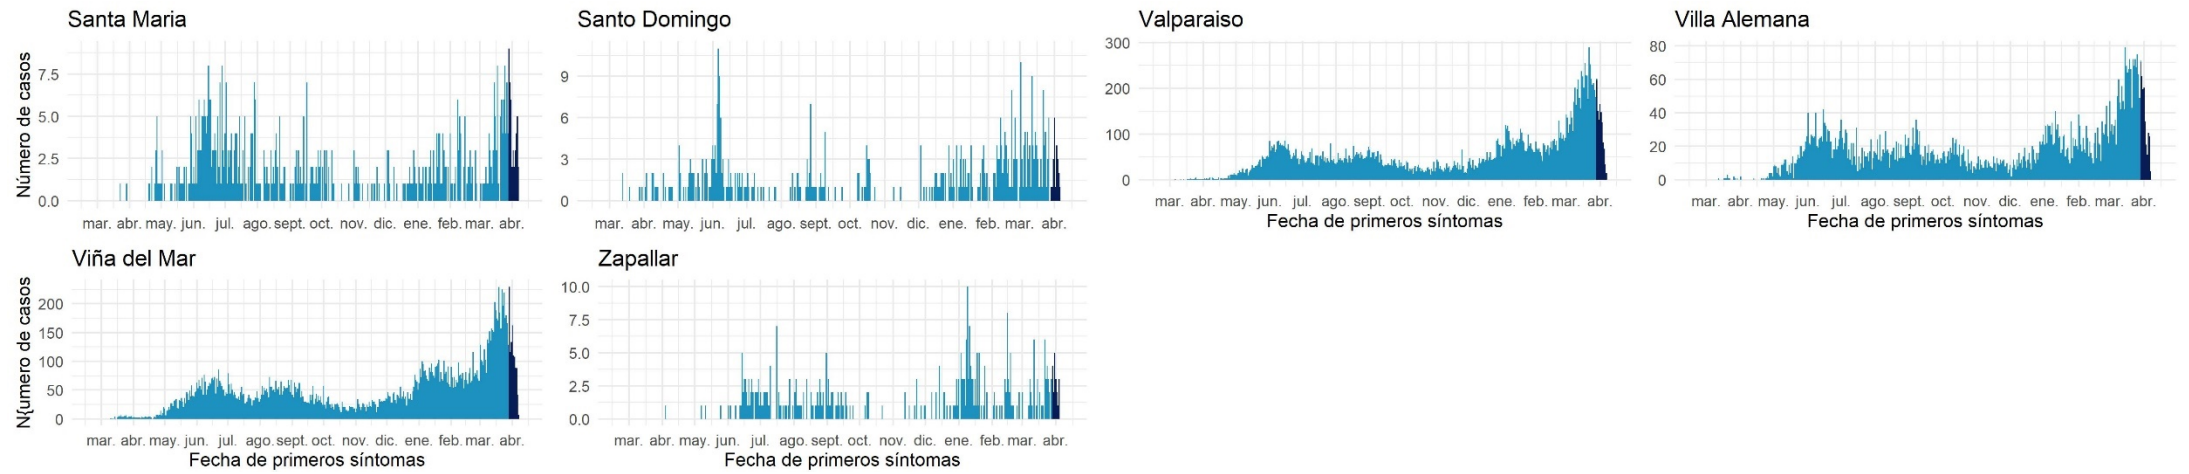 Santa Maria
Santo Domingo
Valparaiso
Villa Alemana
Número de casos
7.5
5.0
2.5
0.0
mar. abr. may. jun. jul. ago. sept. oct. nov. dic. ene. feb. mar. abr.
9
6
3
0
mar. abr. may. jun. jul. ago. sept. oct. nov. dic. ene. feb. mar. abr.
300
200
100
0
mar. abr. may. jun. jul. ago. sept. oct. nov. dic. ene. feb. mar. abr.
Fecha de primeros síntomas
80
60
40
20
0
mar. abr. may. jun. jul. ago. sept. oct. nov. dic. ene. feb. mar. abr.
Fecha de primeros síntomas
Viña del Mar
Zapallar
N{umero de casos
200
150
100
50
0
mar. abr. may. jun. jul. ago. sept. oct. nov. dic. ene. feb. mar. abr.
Fecha de primeros síntomas
10.0
7.5
5.0
2.5
0.0
mar. abr. may. jun. jul. ago. sept. oct. nov. dic. ene. feb. mar. abr.
Fecha de primeros síntomas